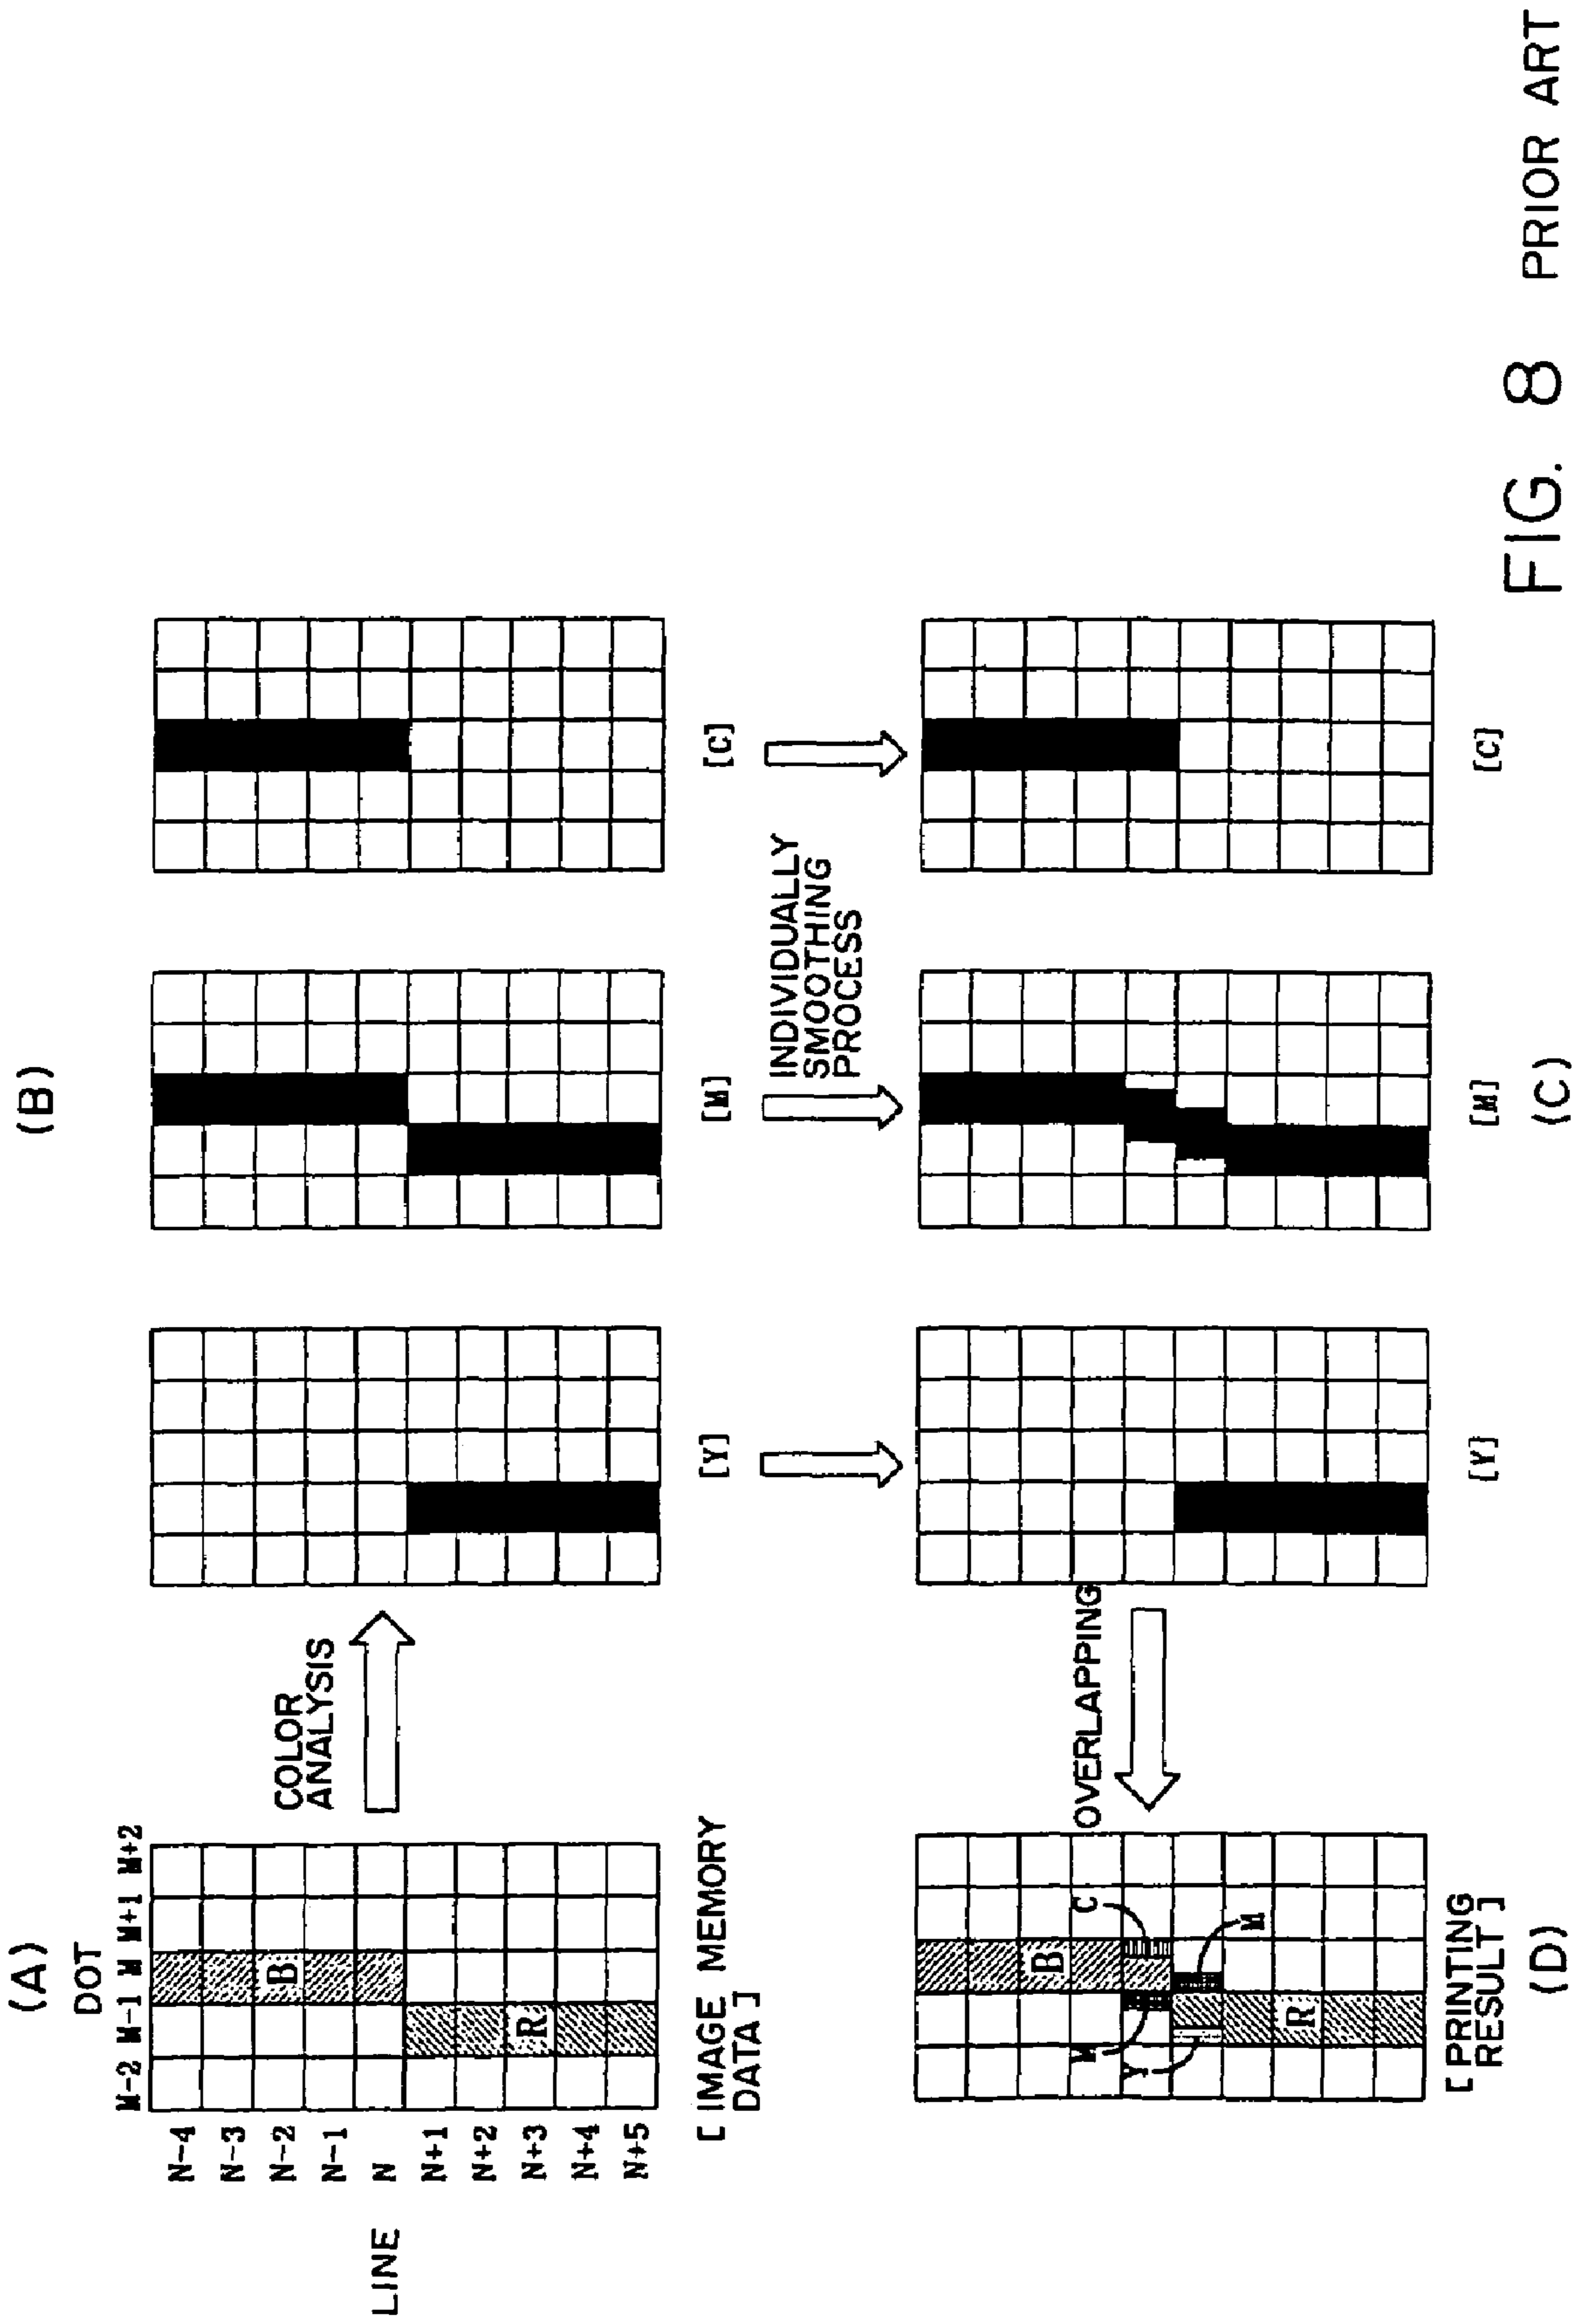 (A)
DOT
M-2 M-1 M M+1 M+2
LINE
N-4
N-3
N-2
N-1
N
N+1
N+2
N+3
N+4
N+5
B
R
[IMAGE MEMORY
DATA]
COLOR
ANALYSIS
(B)
[Y]
[M]
[C]
INDIVIDUALLY
SMOOTHING
PROCESS
[Y]
[M]
[C]
(C)
OVERLAPPING
B
R
C
M
M
Y
[PRINTING
RESULT]
(D)
FIG. 8 PRIOR ART